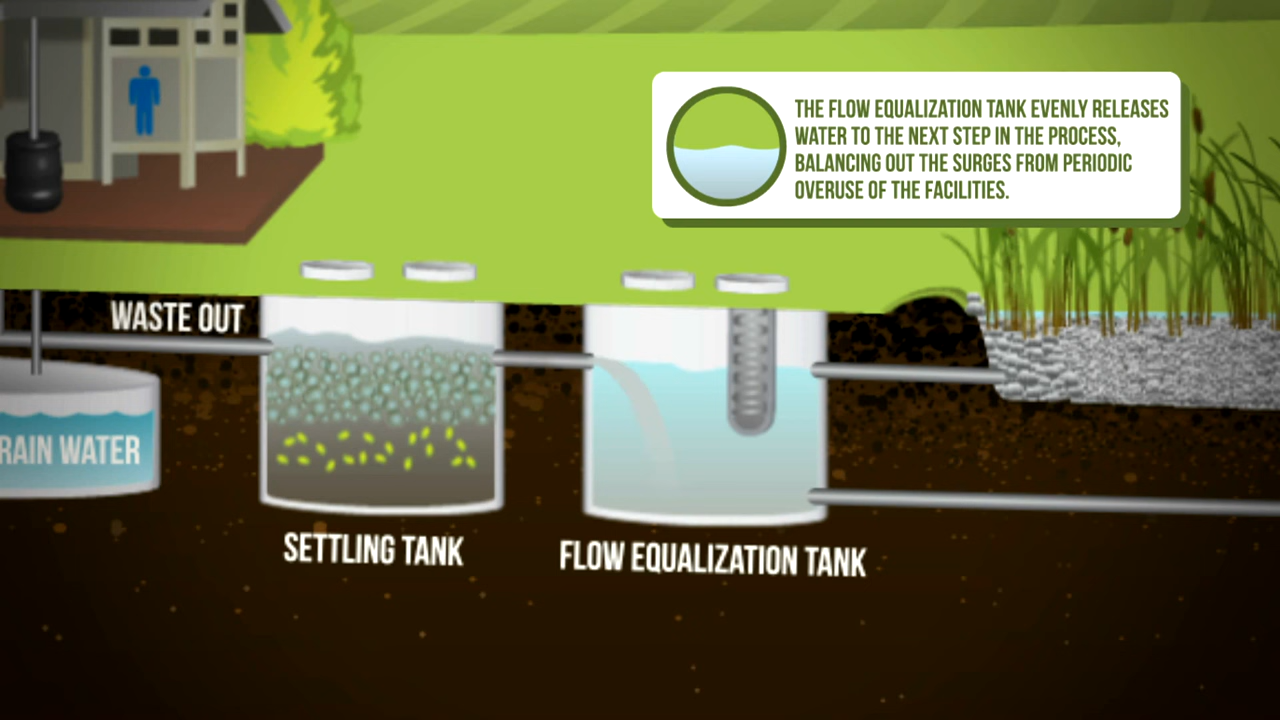 THE FLOW EQUALIZATION TANK EVENLY RELEASES
WATER TO THE NEXT STEP IN THE PROCESS,
BALANCING OUT THE SURGES FROM PERIODIC
OVERUSE OF THE FACILITIES.
WASTE OUT
RAIN WATER
SETTLING TANK
FLOW EQUALIZATION TANK